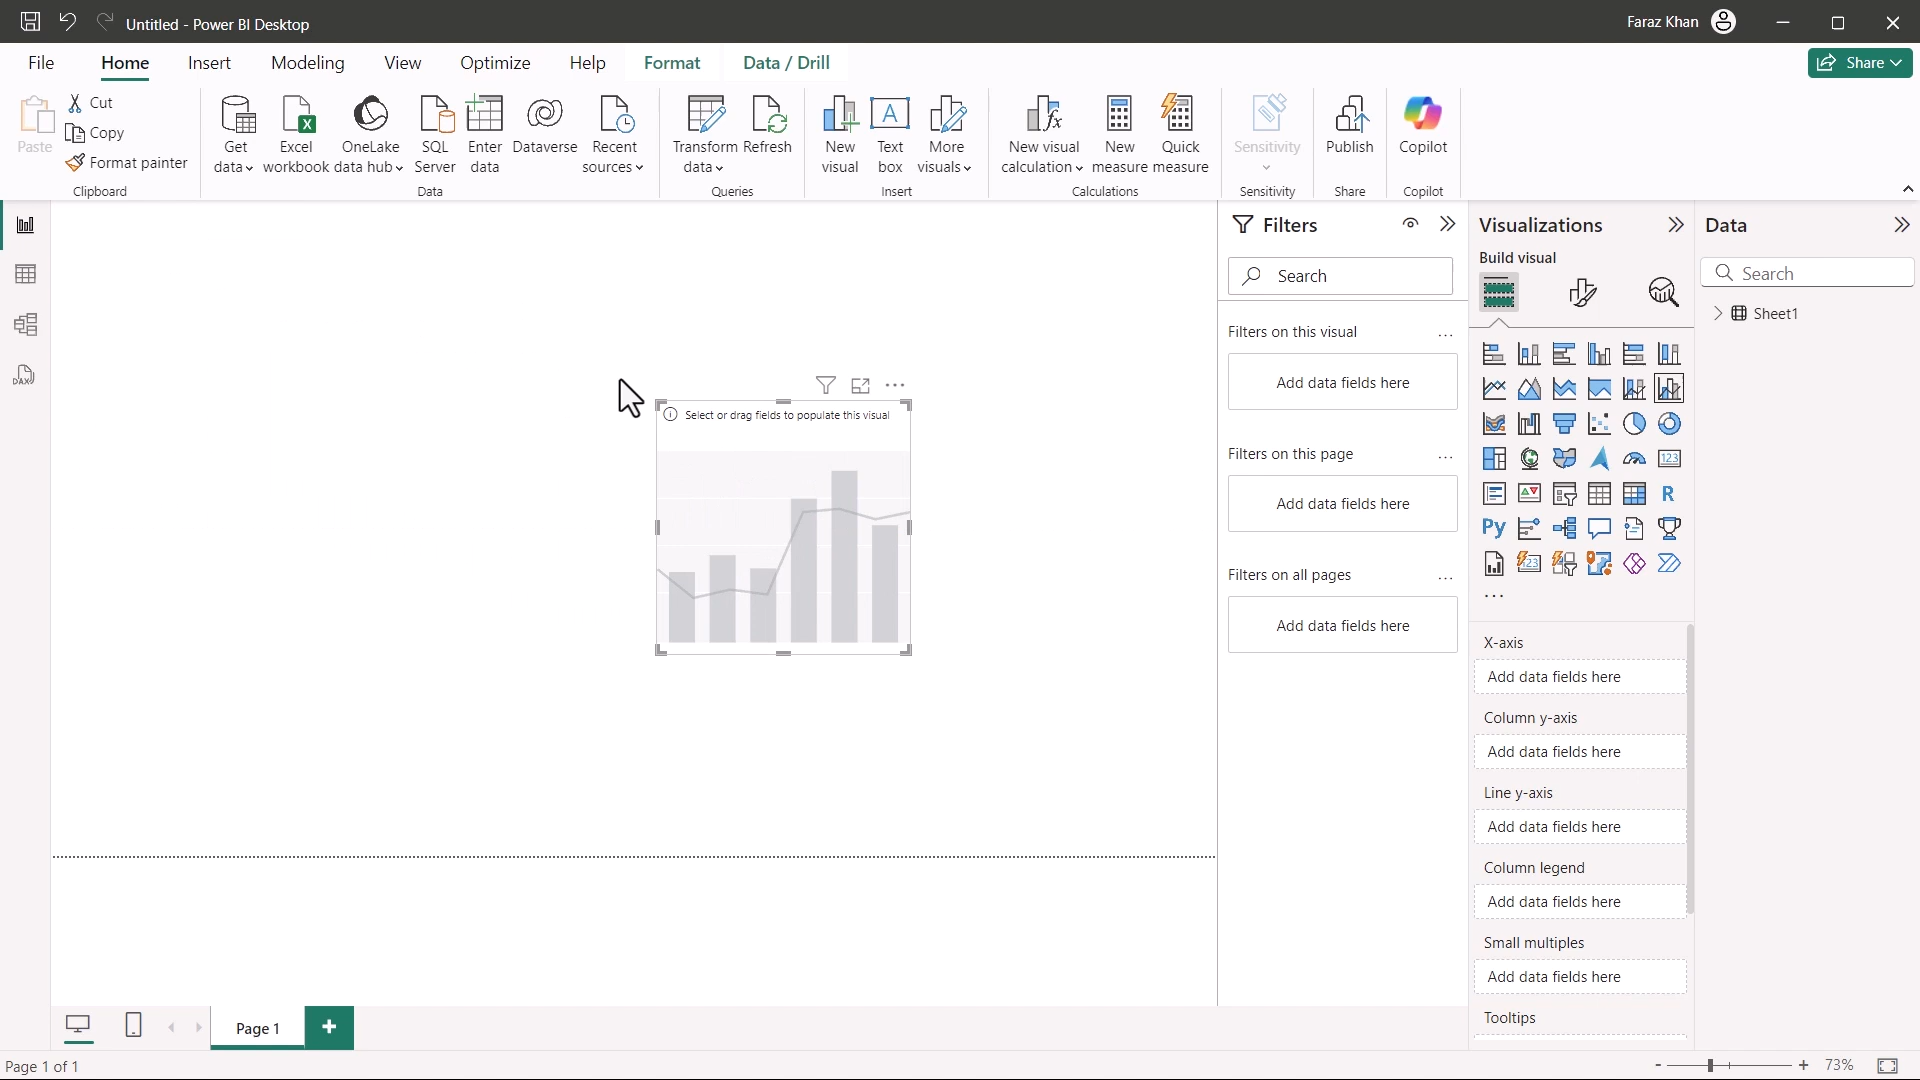 Untitled - Power BI Desktop
Faraz Khan
File Home Insert Modeling View Optimize Help Format Data / Drill
Share
Paste
Cut
Copy
Format painter
Clipboard
Get data
Excel workbook
OneLake data hub
SQL Server
Enter data
Dataverse
Recent sources
Data
Transform data
Refresh
Queries
New visual
A
Text box
More visuals
Insert
New visual calculation
New measure
Quick measure
Calculations
Sensitivity
Sensitivity
Publish
Share
Copilot
Copilot
DAX
Select or drag fields to populate this visual
Filters
Search
Filters on this visual
Add data fields here
Filters on this page
Add data fields here
Filters on all pages
Add data fields here
Visualizations
Build visual
123
R
Py
123
X-axis
Add data fields here
Column y-axis
Add data fields here
Line y-axis
Add data fields here
Column legend
Add data fields here
Small multiples
Add data fields here
Tooltips
Data
Search
Sheet1
Page 1
Page 1 of 1
- + 73%